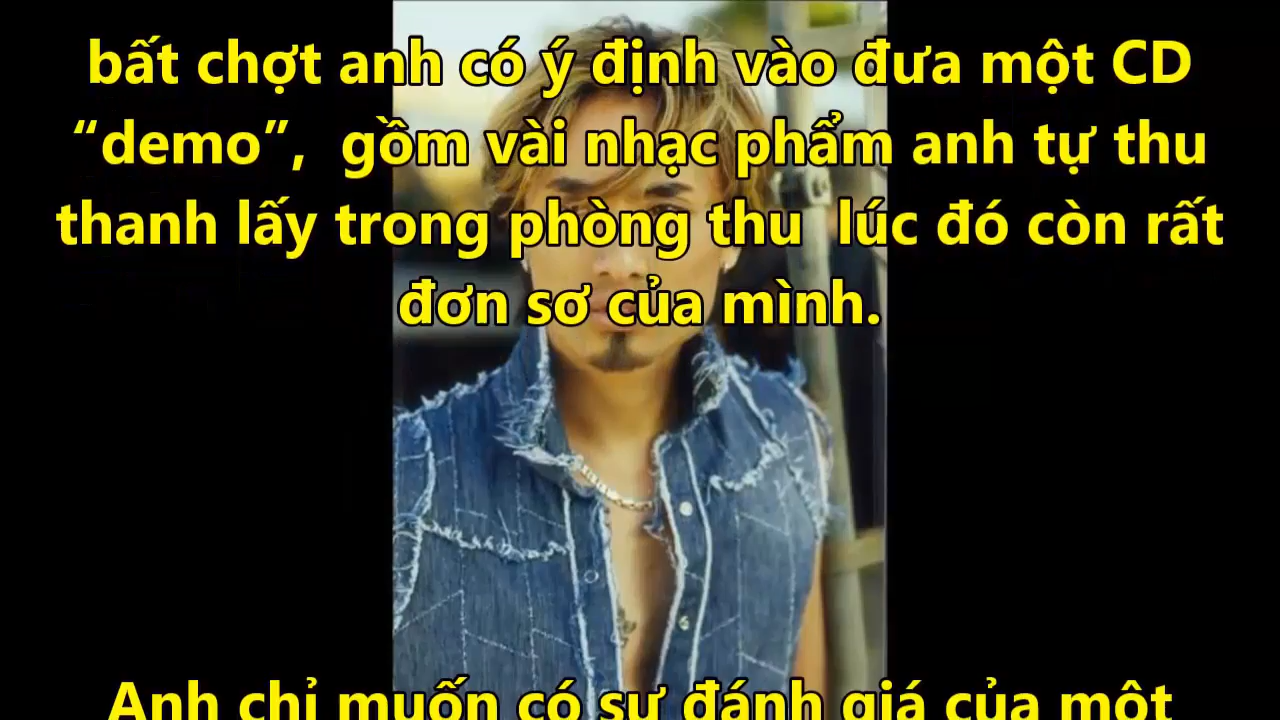 bất chợt anh có ý định vào đưa một CD
“demo”, gồm vài nhạc phẩm anh tự thu
thanh lấy trong phòng thu lúc đó còn rất
đơn sơ của mình.
Anh chỉ muốn có sự đánh giá của một